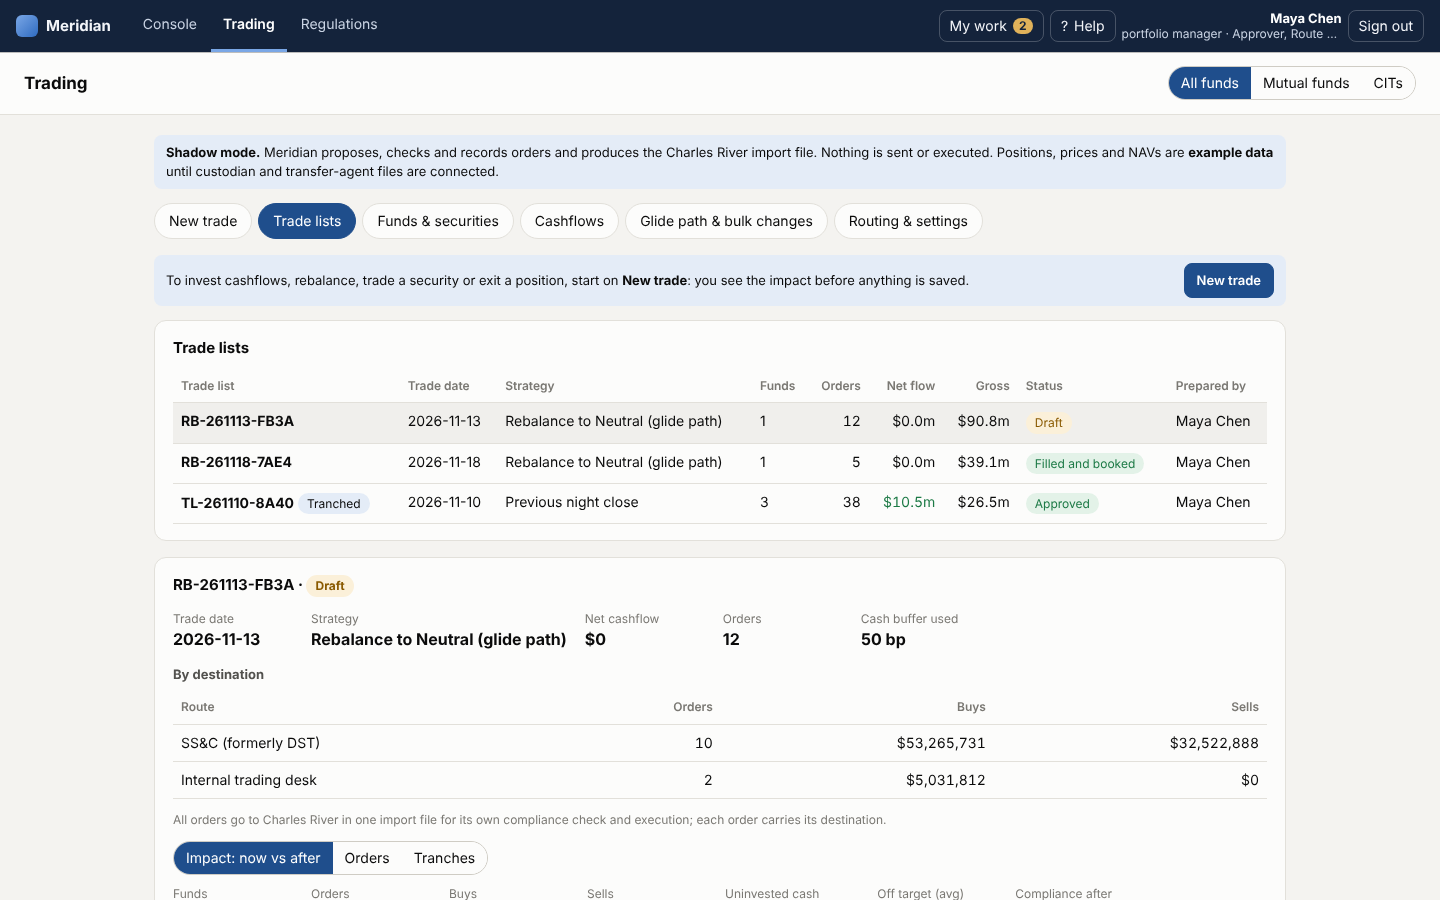 Meridian
Console
Trading
Regulations
My work 2
? Help
Maya Chen
portfolio manager · Approver, Route ...
Sign out
Trading
All funds
Mutual funds
CITs
Shadow mode. Meridian proposes, checks and records orders and produces the Charles River import file. Nothing is sent or executed. Positions, prices and NAVs are example data
until custodian and transfer-agent files are connected.
New trade
Trade lists
Funds & securities
Cashflows
Glide path & bulk changes
Routing & settings
To invest cashflows, rebalance, trade a security or exit a position, start on New trade: you see the impact before anything is saved.
New trade
Trade lists
Trade list Trade date Strategy Funds Orders Net flow Gross Status Prepared by
RB-261113-FB3A 2026-11-13 Rebalance to Neutral (glide path) 1 12 $0.0m $90.8m Draft Maya Chen
RB-261118-7AE4 2026-11-18 Rebalance to Neutral (glide path) 1 5 $0.0m $39.1m Filled and booked Maya Chen
TL-261110-8A40 Tranched 2026-11-10 Previous night close 3 38 $10.5m $26.5m Approved Maya Chen
RB-261113-FB3A · Draft
Trade date Strategy Net cashflow Orders Cash buffer used
2026-11-13 Rebalance to Neutral (glide path) $0 12 50 bp
By destination
Route Orders Buys Sells
SS&C (formerly DST) 10 $53,265,731 $32,522,888
Internal trading desk 2 $5,031,812 $0
All orders go to Charles River in one import file for its own compliance check and execution; each order carries its destination.
Impact: now vs after
Orders
Tranches
Funds Orders Buys Sells Uninvested cash Off target (avg) Compliance after